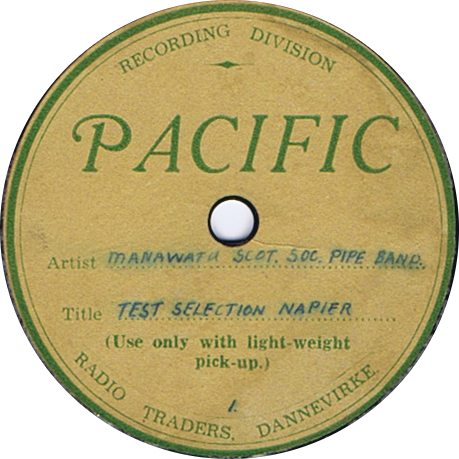 RECORDING DIVISION
PACIFIC
Artist MANAWATU SCOT. SOC. PIPE BAND.
Title TEST SELECTION NAPIER
(Use only with light-weight
pick-up.)
1.
RADIO TRADERS, DANNEVIRKE.